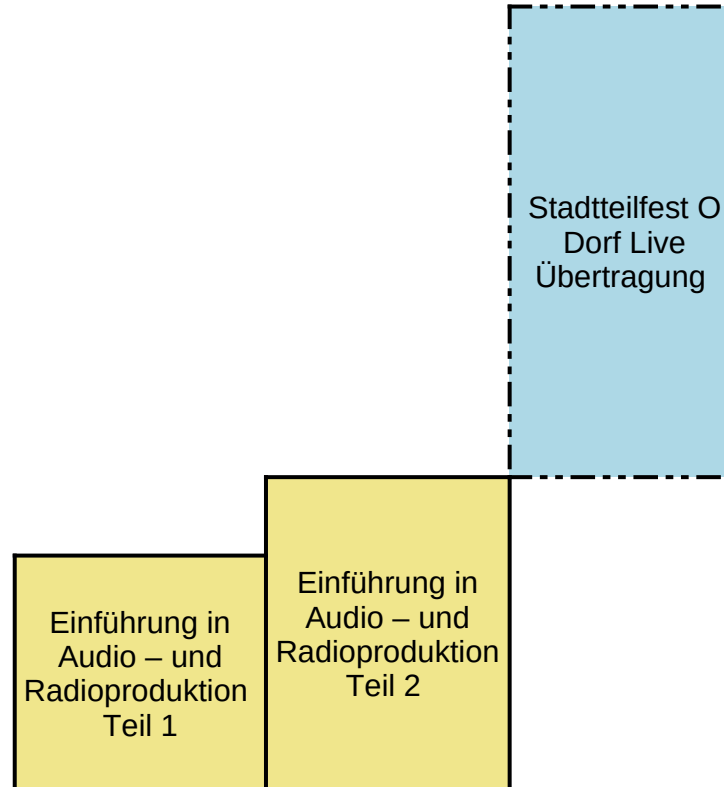 Stadtteilfest O
Dorf Live
Übertragung
Einführung in
Audio – und
Radioproduktion
Teil 1
Einführung in
Audio – und
Radioproduktion
Teil 2